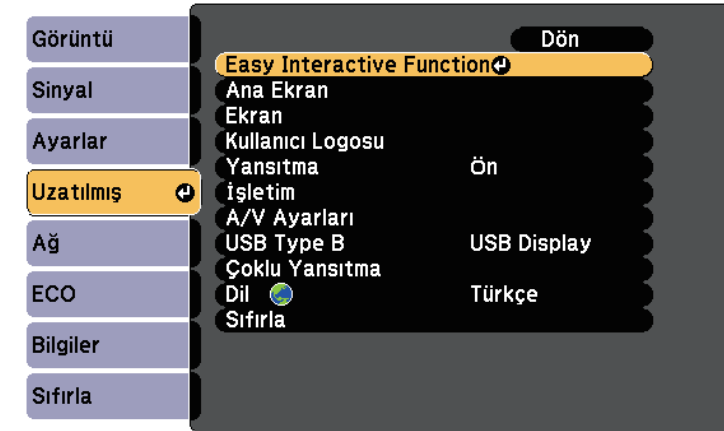 Görüntü
Sinyal
Ayarlar
Uzatılmış
Ağ
ECO
Bilgiler
Sıfırla
Dön
Easy Interactive Function
Ana Ekran
Ekran
Kullanıcı Logosu
Yansıtma Ön
İşletim
A/V Ayarları
USB Type B USB Display
Çoklu Yansıtma
Dil Türkçe
Sıfırla